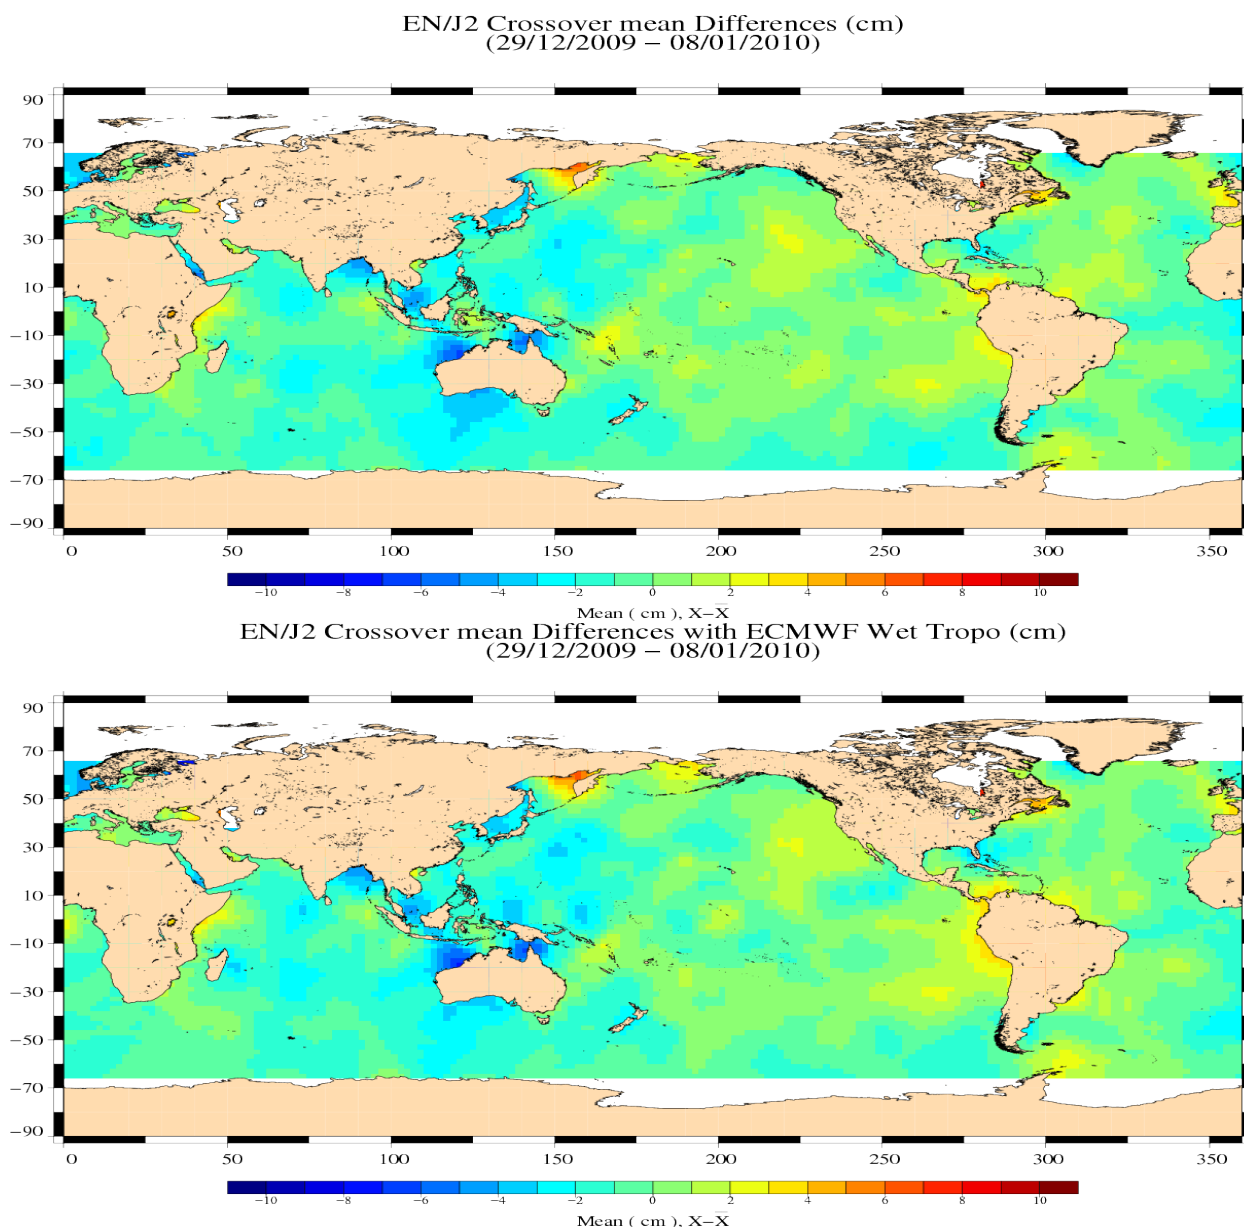 EN/J2 Crossover mean Differences (cm)
(29/12/2009 − 08/01/2010)
90
70
50
30
10
−10
−30
−50
−70
−90
0 50 100 150 200 250 300 350
−10 −8 −6 −4 −2 0 2 4 6 8 10
Mean ( cm ), X−X̅
EN/J2 Crossover mean Differences with ECMWF Wet Tropo (cm)
(29/12/2009 − 08/01/2010)
90
70
50
30
10
−10
−30
−50
−70
−90
0 50 100 150 200 250 300 350
−10 −8 −6 −4 −2 0 2 4 6 8 10
Mean ( cm ), X−X̅